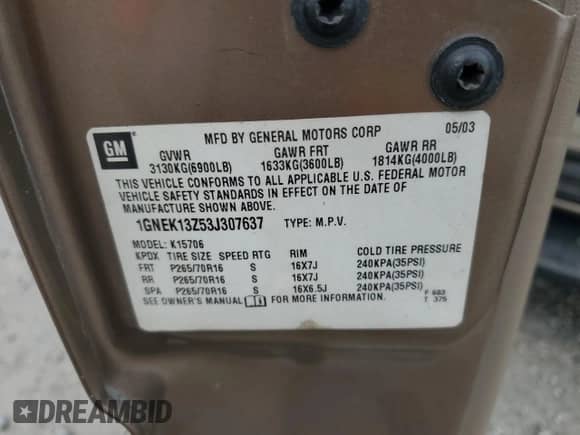 GM
MFD BY GENERAL MOTORS CORP 05/03
GVWR GAWR FRT GAWR RR
3130KG(6900LB) 1633KG(3600LB) 1814KG(4000LB)
THIS VEHICLE CONFORMS TO ALL APPLICABLE U.S. FEDERAL MOTOR
VEHICLE SAFETY STANDARDS IN EFFECT ON THE DATE OF
MANUFACTURE SHOWN ABOVE.
1GNEK13Z53J307637 TYPE: M.P.V.
MODEL: K15706
KPDX TIRE SIZE SPEED RTG RIM COLD TIRE PRESSURE
FRT P265/70R16 S 16X7J 240KPA(35PSI)
RR P265/70R16 S 16X7J 240KPA(35PSI)
SPA P265/70R16 S 16X6.5J 240KPA(35PSI)
SEE OWNER'S MANUAL FOR MORE INFORMATION.
F 683
T 375
DREAMBID